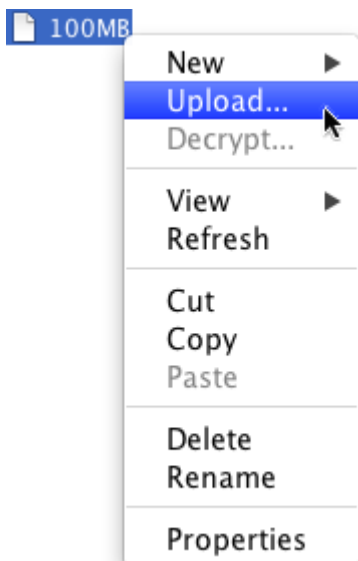 100MB
New
Upload...
Decrypt...
View
Refresh
Cut
Copy
Paste
Delete
Rename
Properties